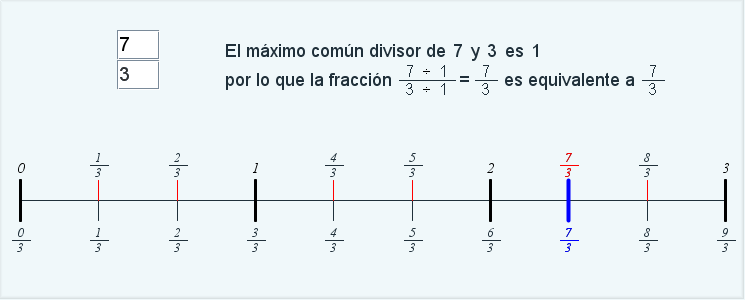 7
3
El máximo común divisor de 7 y 3 es 1
por lo que la fracción 7 ÷ 1 / 3 ÷ 1 = 7/3 es equivalente a 7/3
0 1/3 2/3 1 4/3 5/3 2 7/3 8/3 3
0/3 1/3 2/3 3/3 4/3 5/3 6/3 7/3 8/3 9/3